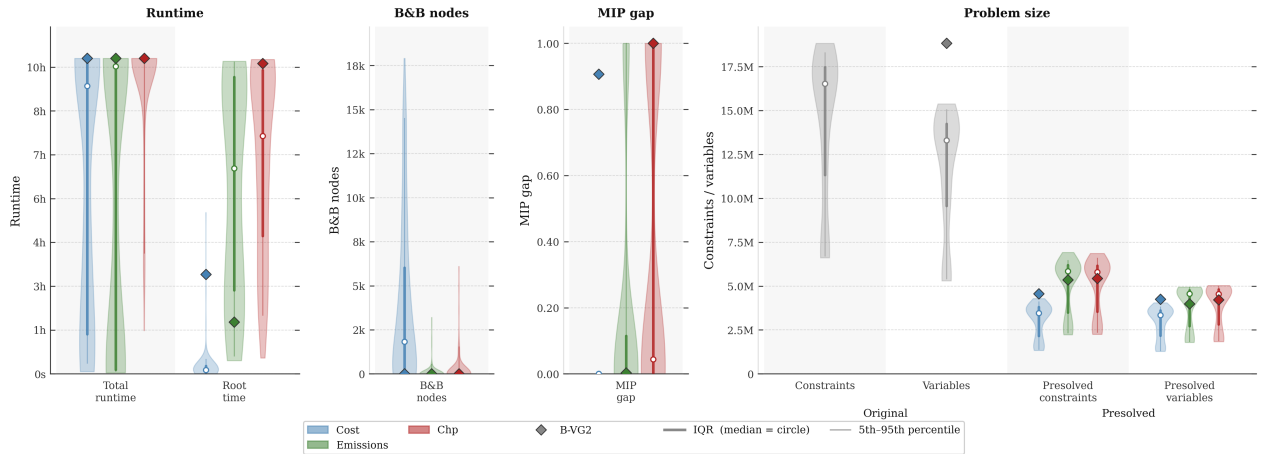 Runtime
B&B nodes
MIP gap
Problem size
Runtime
10h
8h
7h
6h
4h
3h
1h
0s
Total
runtime
Root
time
B&B nodes
18k
15k
12k
10k
8k
5k
2k
0
B&B
nodes
MIP gap
1.00
0.80
0.60
0.40
0.20
0.00
MIP
gap
Constraints / variables
17.5M
15.0M
12.5M
10.0M
7.5M
5.0M
2.5M
0
Constraints
Variables
Presolved
constraints
Presolved
variables
Original
Presolved
Cost
Emissions
Chp
B-VG2
IQR (median = circle)
5th–95th percentile